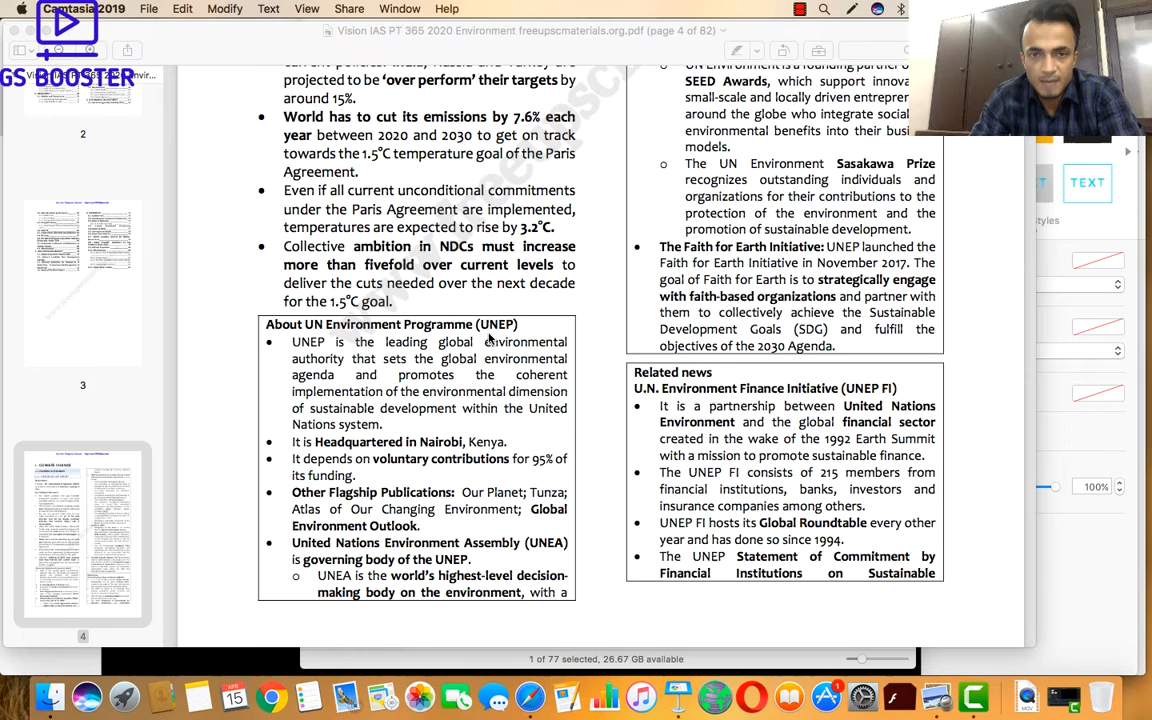 Camtasia 2019 File Edit Modify Text View Share Window Help
Vision IAS PT 365 2020 Environment freeupscmaterials.org.pdf (page 4 of 82)
GS BOOSTER
2
3
4
projected to be 'over perform' their targets by
around 15%.
• World has to cut its emissions by 7.6% each
year between 2020 and 2030 to get on track
towards the 1.5°C temperature goal of the Paris
Agreement.
• Even if all current unconditional commitments
under the Paris Agreement are implemented,
temperatures are expected to rise by 3.2°C.
• Collective ambition in NDCs must increase
more than fivefold over current levels to
deliver the cuts needed over the next decade
for the 1.5°C goal.
About UN Environment Programme (UNEP)
• UNEP is the leading global environmental
authority that sets the global environmental
agenda and promotes the coherent
implementation of the environmental dimension
of sustainable development within the United
Nations system.
• It is Headquartered in Nairobi, Kenya.
• It depends on voluntary contributions for 95% of
its funding.
• Other Flagship Publications: Our Planet; Tunza;
Atlas of Our Changing Environment; Global
Environment Outlook.
• United Nations Environment Assembly (UNEA)
is governing body of the UNEP.
o UNEA is the world's highest-level decision-
making body on the environment, with a
SEED Awards, which support innova
small-scale and locally driven entrepren
around the globe who integrate social
environmental benefits into their busi
models.
o The UN Environment Sasakawa Prize
recognizes outstanding individuals and
organizations for their contributions to the
protection of the environment and the
promotion of sustainable development.
• The Faith for Earth Initiative: UNEP launched the
Faith for Earth Initiative in November 2017. The
goal of Faith for Earth is to strategically engage
with faith-based organizations and partner with
them to collectively achieve the Sustainable
Development Goals (SDG) and fulfill the
objectives of the 2030 Agenda.
Related news
U.N. Environment Finance Initiative (UNEP FI)
• It is a partnership between United Nations
Environment and the global financial sector
created in the wake of the 1992 Earth Summit
with a mission to promote sustainable finance.
• The UNEP FI consists of 215 members from
financial institutions, banks, investors and
insurance companies among others.
• UNEP FI hosts its Global Roundtable every other
year and has done so since 1994.
• The UNEP Statement of Commitment by
Financial Institutions on Sustainable
TEXT
100%
1 of 77 selected, 26.67 GB available
APR
15